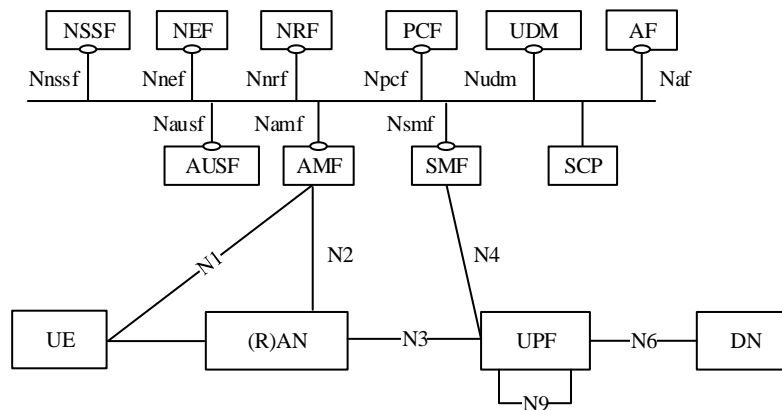 NSSF NEF NRF PCF UDM AF
Nnssf Nnef Nnrf Npcf Nudm Naf
Nausf Namf Nsmf
AUSF AMF SMF SCP
N1 N2 N4
UE (R)AN N3 UPF N6 DN
N9